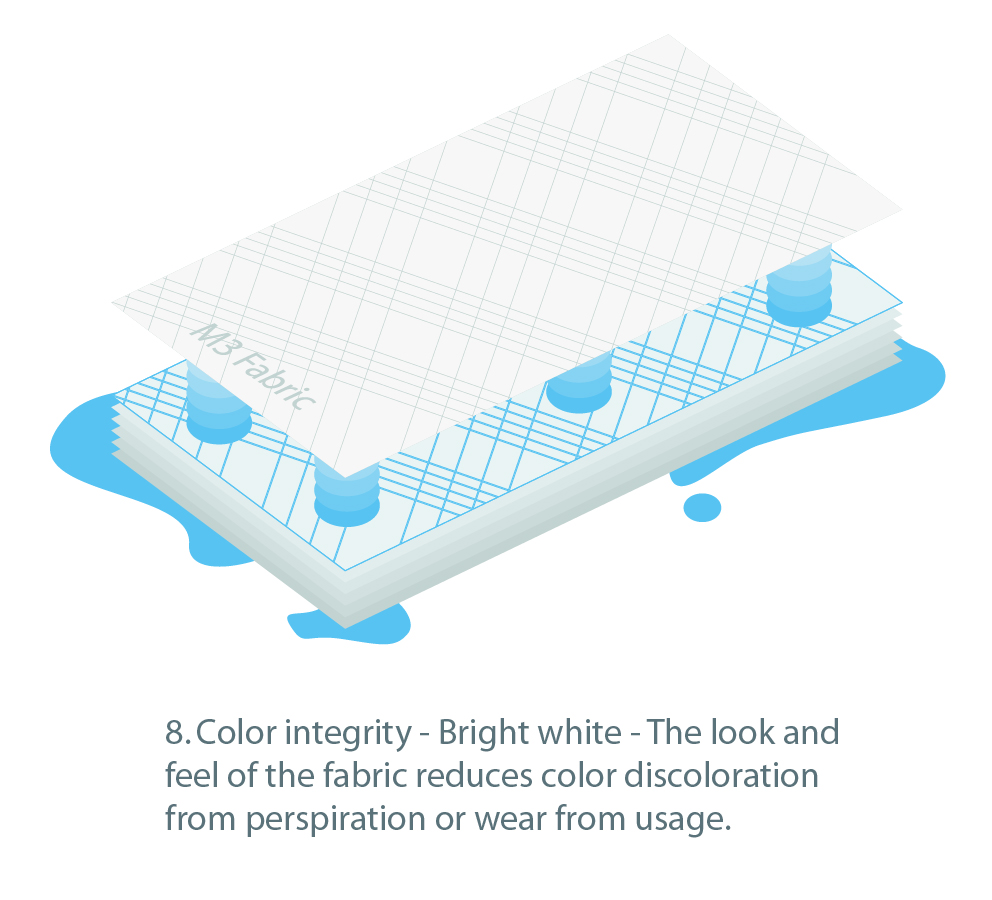 M3 Fabric
8. Color integrity - Bright white - The look and
feel of the fabric reduces color discoloration
from perspiration or wear from usage.